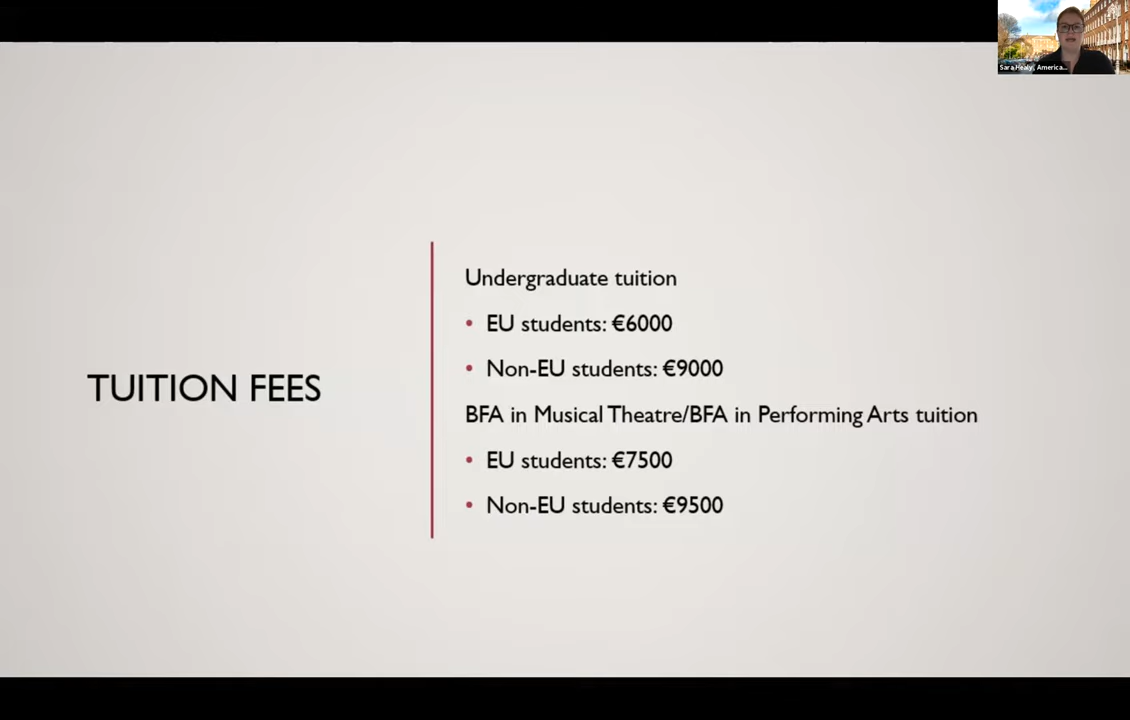 Sara Healy, America...
TUITION FEES
Undergraduate tuition
• EU students: €6000
• Non-EU students: €9000
BFA in Musical Theatre/BFA in Performing Arts tuition
• EU students: €7500
• Non-EU students: €9500